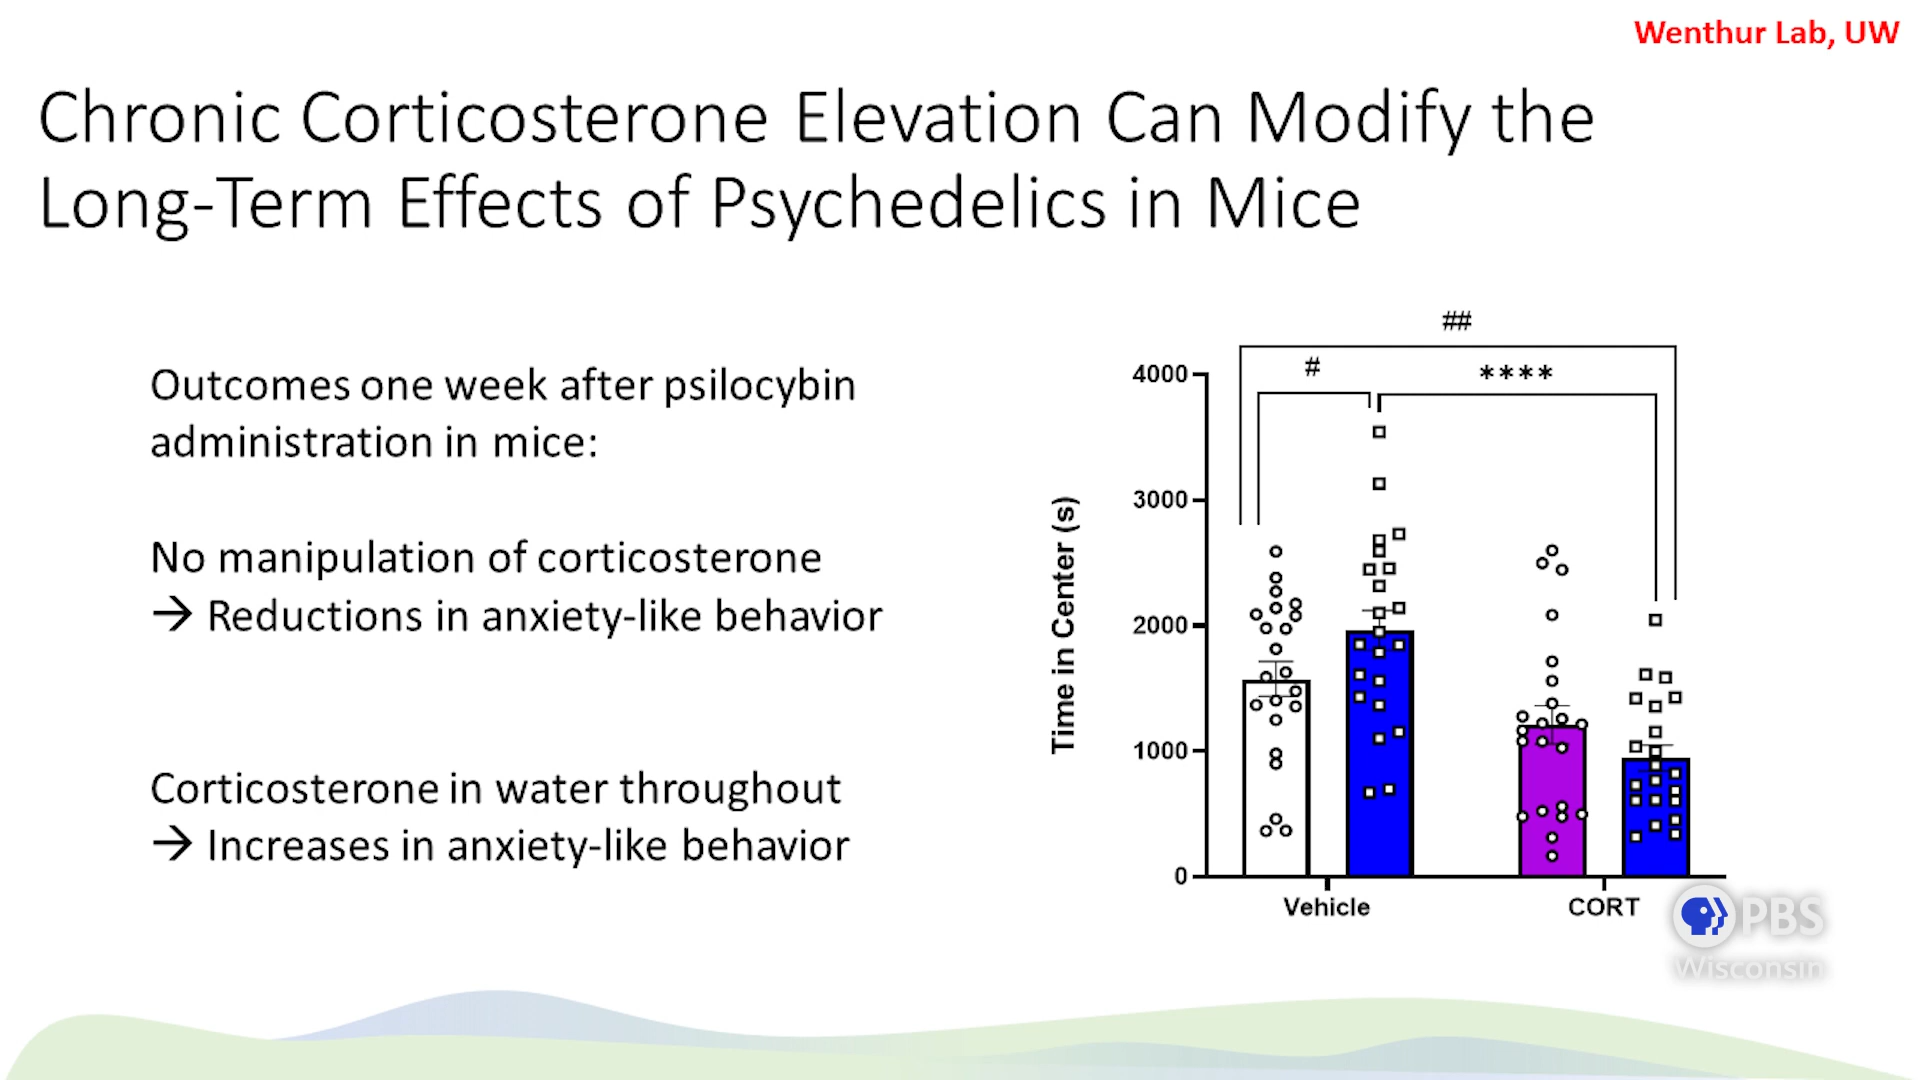 Wenthur Lab, UW
Chronic Corticosterone Elevation Can Modify the
Long-Term Effects of Psychedelics in Mice
Outcomes one week after psilocybin
administration in mice:
No manipulation of corticosterone
→ Reductions in anxiety-like behavior
Corticosterone in water throughout
→ Increases in anxiety-like behavior
##
#
****
Time in Center (s)
4000
3000
2000
1000
0
Vehicle
CORT
PBS
Wisconsin